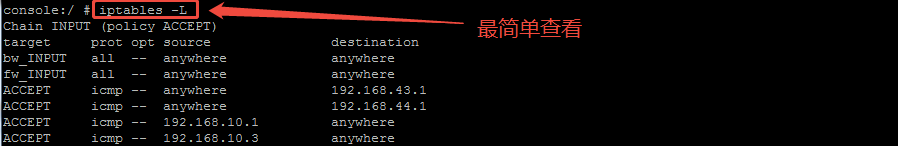 console:/ # iptables -L
最简单查看
Chain INPUT (policy ACCEPT)
target     prot opt source               destination
bw_INPUT   all  --  anywhere             anywhere
fw_INPUT   all  --  anywhere             anywhere
ACCEPT     icmp --  anywhere             192.168.43.1
ACCEPT     icmp --  anywhere             192.168.44.1
ACCEPT     icmp --  192.168.10.1         anywhere
ACCEPT     icmp --  192.168.10.3         anywhere